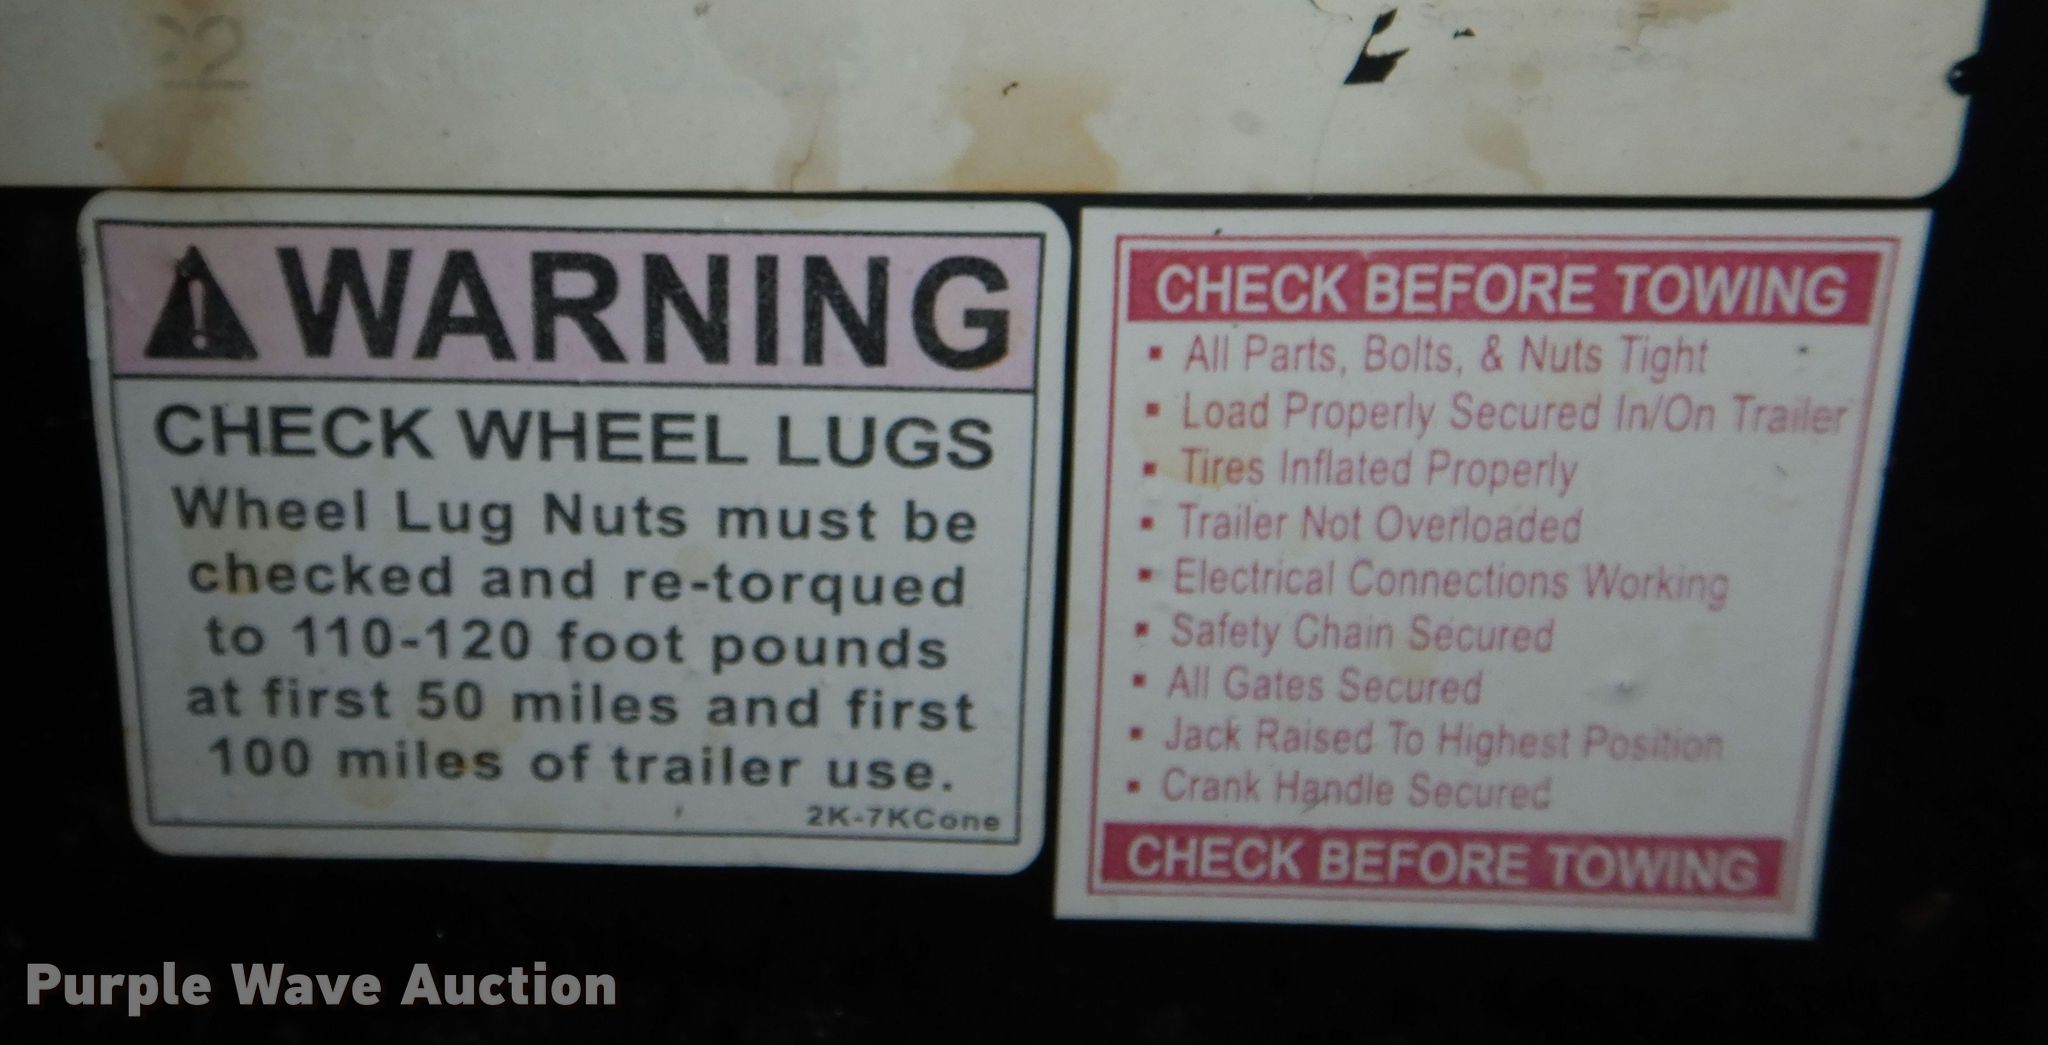 WARNING
CHECK WHEEL LUGS
Wheel Lug Nuts must be
checked and re-torqued
to 110-120 foot pounds
at first 50 miles and first
100 miles of trailer use.
2K-7KCone
CHECK BEFORE TOWING
▪ All Parts, Bolts, & Nuts Tight
▪ Load Properly Secured In/On Trailer
▪ Tires Inflated Properly
▪ Trailer Not Overloaded
▪ Electrical Connections Working
▪ Safety Chain Secured
▪ All Gates Secured
▪ Jack Raised To Highest Position
▪ Crank Handle Secured
CHECK BEFORE TOWING
Purple Wave Auction